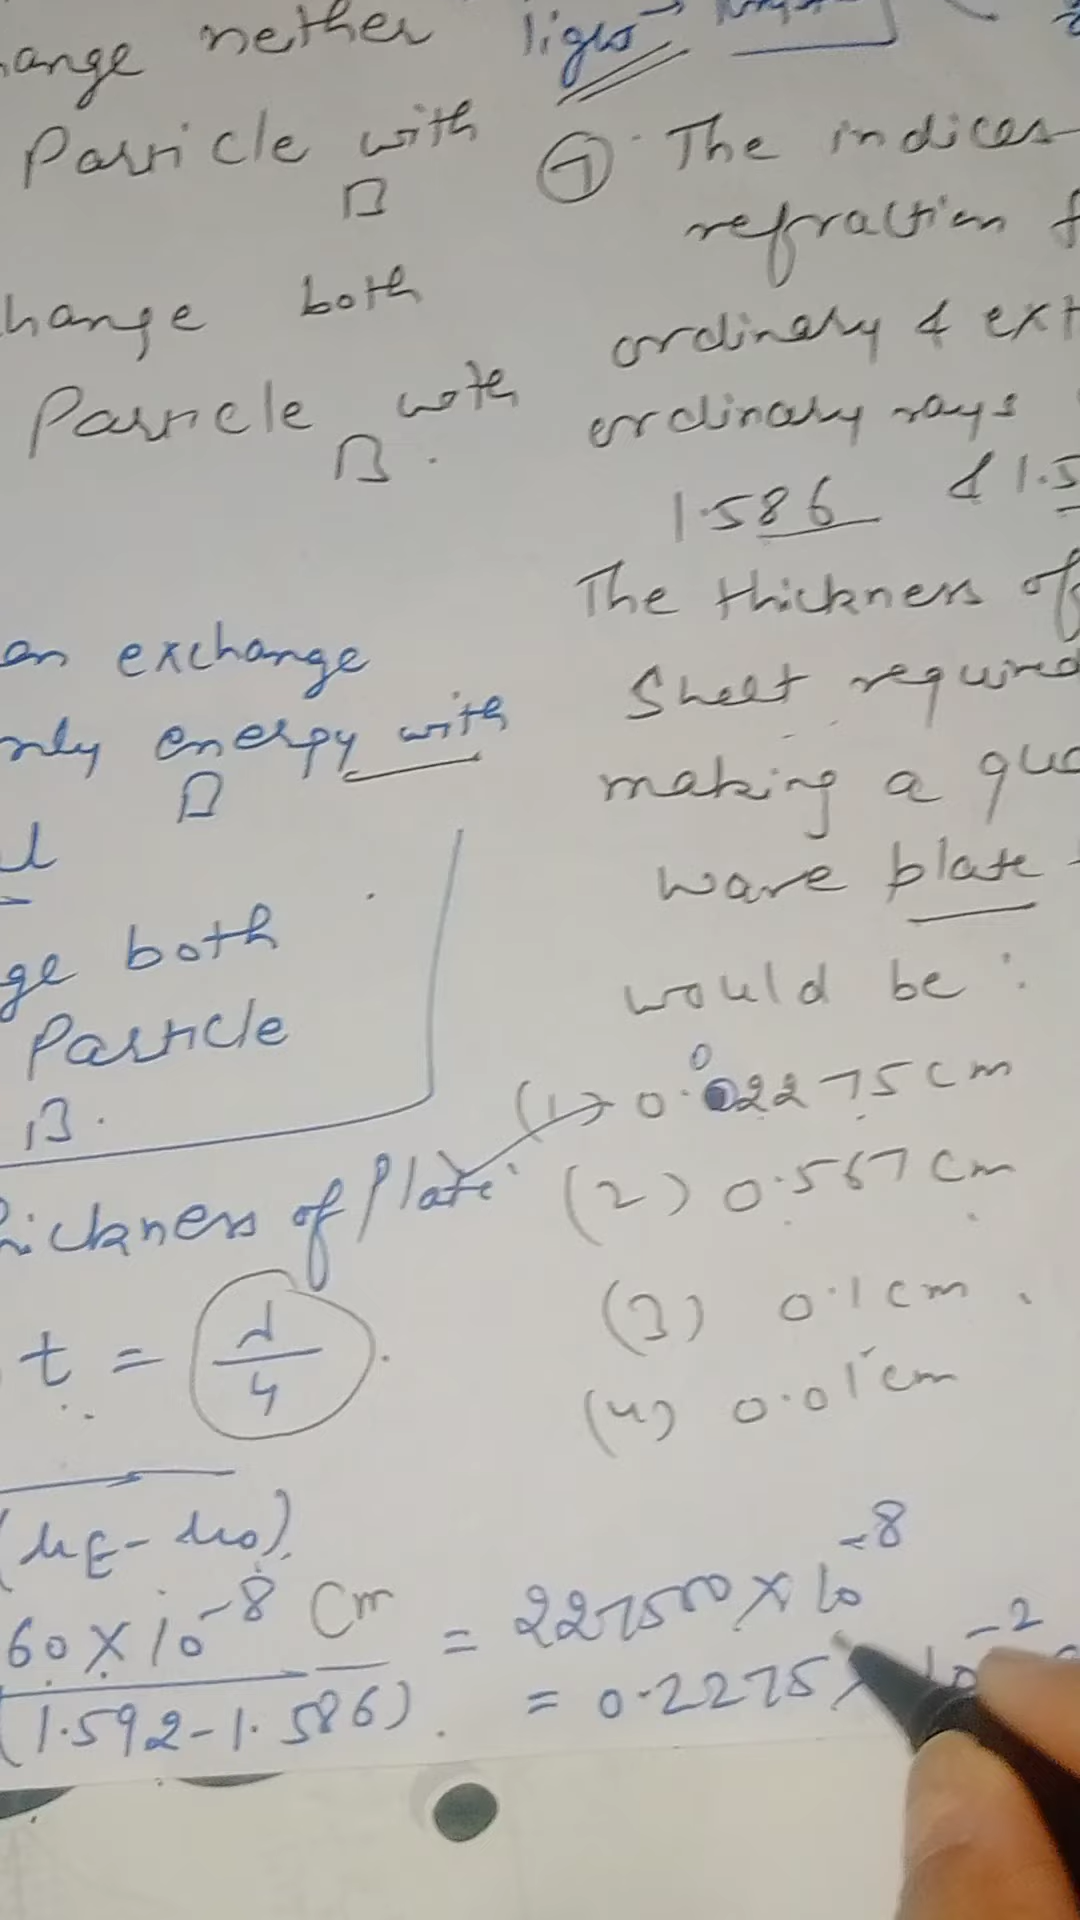 ange nether
Particle with
B
hange both
Particle with
B.
en exchange
nly energy with
B
ge both
Particle
B.
hickness of Plate
t = λ/4
(μE - μo)
60 × 10^-8 cm
(1.592 - 1.586)
= 227500 × 10^-8
= 0.2275 × 10^-2
light →
(7) The indices
refraction f
ordinary & ext
ordinary rays
1.586 & 1.5
The thickness of
Sheet required
making a qua
wave plate
would be :
(1) 0.02275 cm
(2) 0.567 cm
(3) 0.1 cm .
(4) 0.01 cm